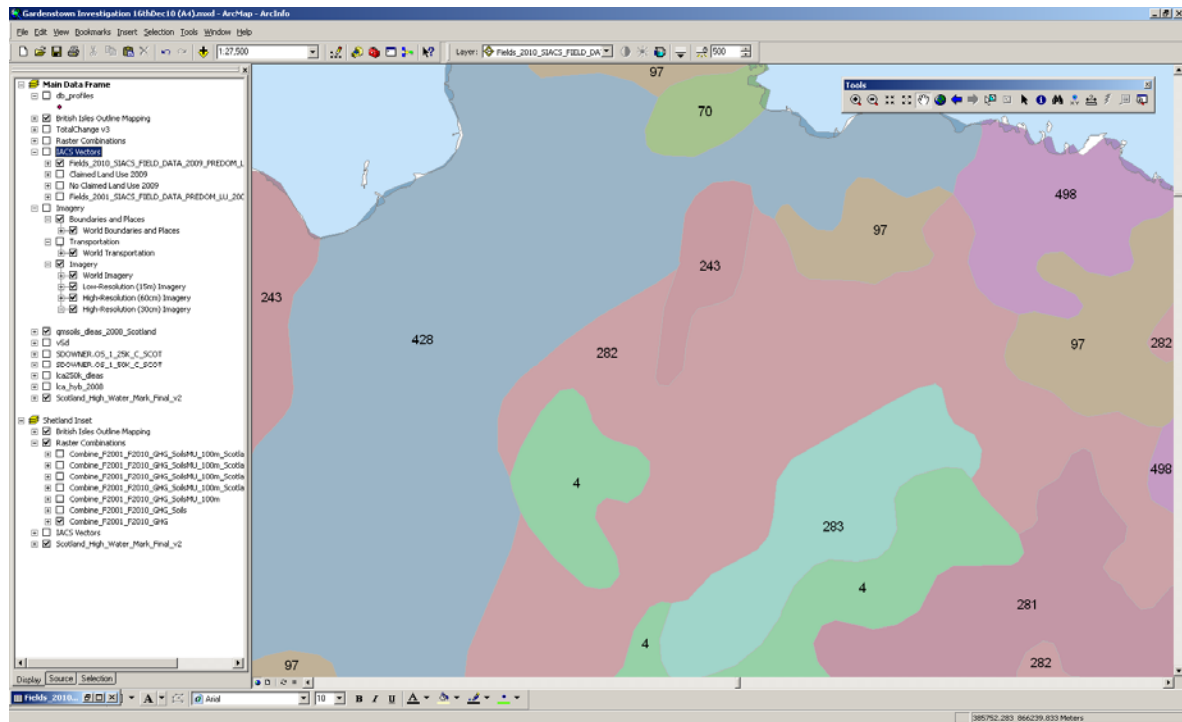 Gardenstown Investigation 16thDec10 (A4).mxd - ArcMap - ArcInfo
File Edit View Bookmarks Insert Selection Tools Window Help
1:27,500
Layer: Fields_2010_SIACS_FIELD_DA
500
Main Data Frame
db_profiles
British Isles Outline Mapping
TotalChange v3
Raster Combinations
IACS Vectors
Fields_2010_SIACS_FIELD_DATA_2009_PREDOM_L
Claimed Land Use 2009
No Claimed Land Use 2009
Fields_2001_SIACS_FIELD_DATA_PREDOM_LU_200
Imagery
Boundaries and Places
World Boundaries and Places
Transportation
World Transportation
Imagery
World Imagery
Low-Resolution (15m) Imagery
High-Resolution (60cm) Imagery
High-Resolution (30cm) Imagery
qmsoils_dleas_2008_Scotland
v5d
SDOWNER.OS_1_25K_C_SCOT
SDOWNER.OS_1_50K_C_SCOT
lca250k_dleas
lca_hyb_2008
Scotland_High_Water_Mark_Final_v2
Shetland Inset
British Isles Outline Mapping
Raster Combinations
Combine_F2001_F2010_GHG_SoilsMU_100m_Scotla
Combine_F2001_F2010_GHG_SoilsMU_100m_Scotla
Combine_F2001_F2010_GHG_SoilsMU_100m_Scotla
Combine_F2001_F2010_GHG_SoilsMU_100m_Scotla
Combine_F2001_F2010_GHG_SoilsMU_100m
Combine_F2001_F2010_GHG_Soils
Combine_F2001_F2010_GHG
IACS Vectors
Scotland_High_Water_Mark_Final_v2
Display Source Selection
Tools
97
70
498
97
243
243
428
282
97
282
4
498
283
4
281
4
97
282
Fields_2010...
Arial
10
B I U A
385752.283 866239.833 Meters